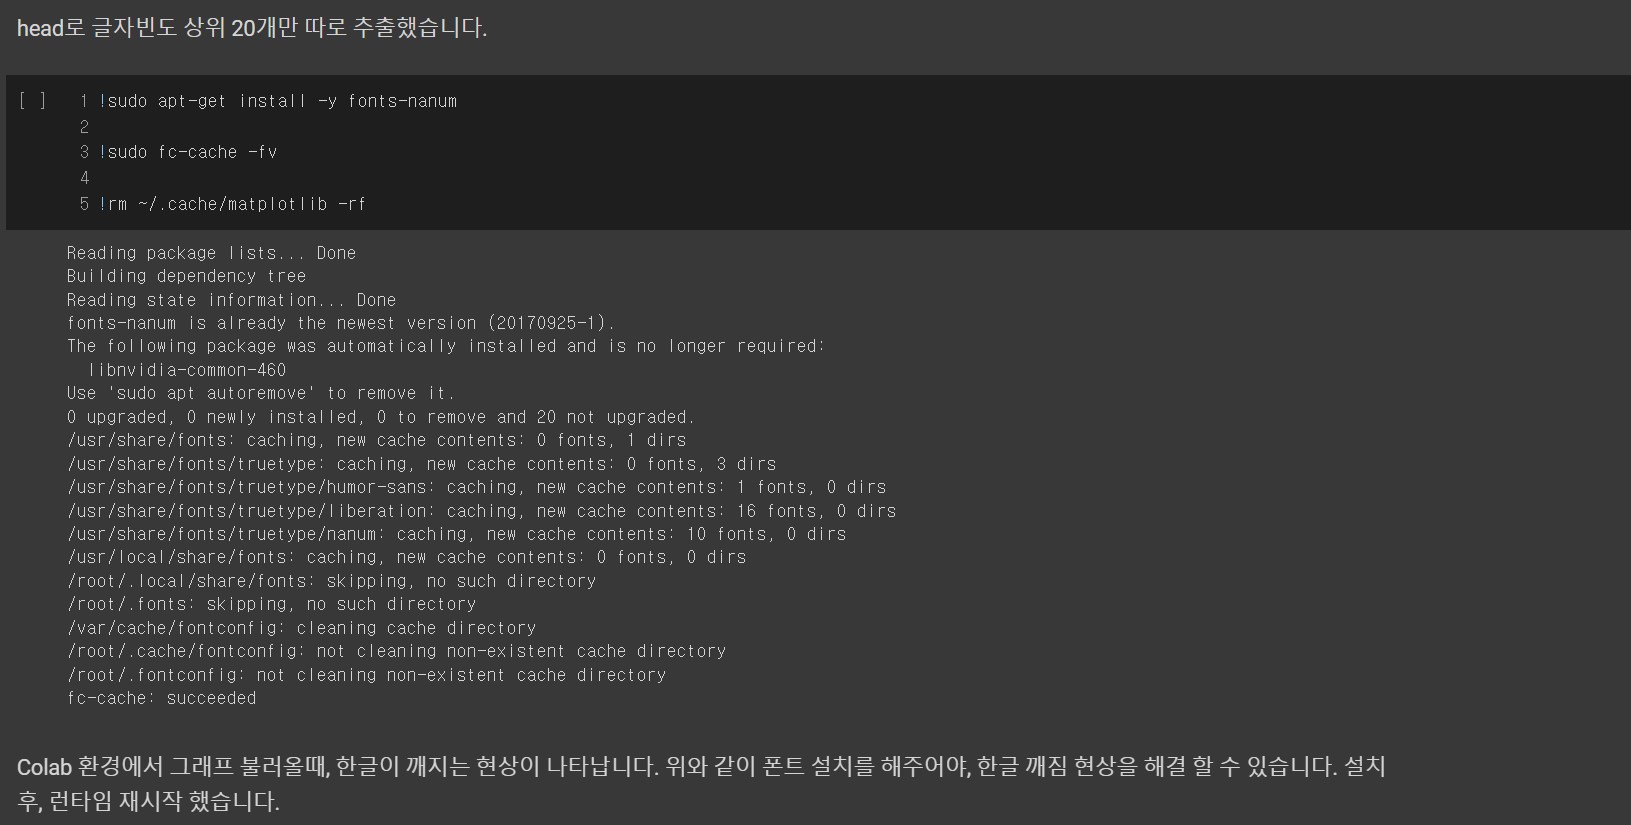 head로 글자빈도 상위 20개만 따로 추출했습니다.
[ ] 1 !sudo apt-get install -y fonts-nanum
2
3 !sudo fc-cache -fv
4
5 !rm ~/.cache/matplotlib -rf
Reading package lists... Done
Building dependency tree
Reading state information... Done
fonts-nanum is already the newest version (20170925-1).
The following package was automatically installed and is no longer required:
  libnvidia-common-460
Use 'sudo apt autoremove' to remove it.
0 upgraded, 0 newly installed, 0 to remove and 20 not upgraded.
/usr/share/fonts: caching, new cache contents: 0 fonts, 1 dirs
/usr/share/fonts/truetype: caching, new cache contents: 0 fonts, 3 dirs
/usr/share/fonts/truetype/humor-sans: caching, new cache contents: 1 fonts, 0 dirs
/usr/share/fonts/truetype/liberation: caching, new cache contents: 16 fonts, 0 dirs
/usr/share/fonts/truetype/nanum: caching, new cache contents: 10 fonts, 0 dirs
/usr/local/share/fonts: caching, new cache contents: 0 fonts, 0 dirs
/root/.local/share/fonts: skipping, no such directory
/root/.fonts: skipping, no such directory
/var/cache/fontconfig: cleaning cache directory
/root/.cache/fontconfig: not cleaning non-existent cache directory
/root/.fontconfig: not cleaning non-existent cache directory
fc-cache: succeeded
Colab 환경에서 그래프 불러올때, 한글이 깨지는 현상이 나타납니다. 위와 같이 폰트 설치를 해주어야, 한글 깨짐 현상을 해결 할 수 있습니다. 설치
후, 런타임 재시작 했습니다.